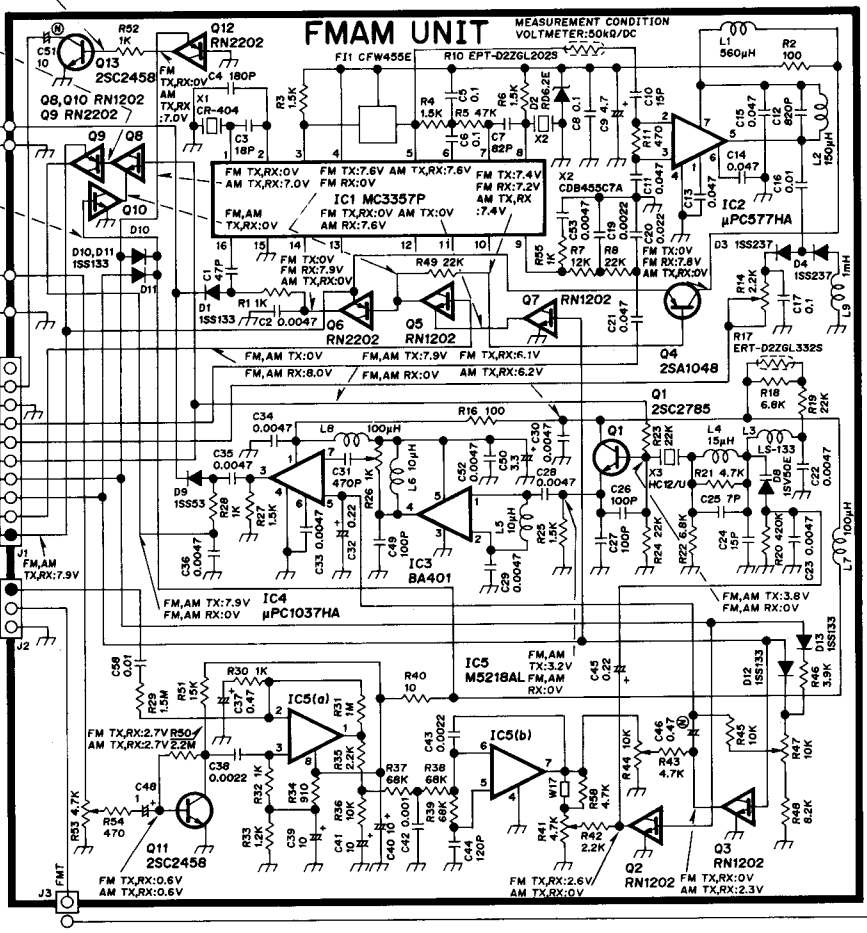 FMAM UNIT
MEASUREMENT CONDITION
VOLTMETER:50kΩ/DC
C51
10
Q13
2SC2458
R52
1K
Q12
RN2202
FM
TX,RX:0V
AM
TX,RX
:7.0V
C4 180P
X1
CR-404
C3
18P
R3
1.5K
FI1 CFW455E
R10 EPT-D2ZGL202S
R4
1.5K
C5
0.1
R5 47K
C6
0.1
C7
82P
R6
1.5K
D2
RD6.2E
X2
C8 0.1
C9 4.7
C10
15P
R11
470
L1
560μH
R2
100
C15
0.047
C12
820P
L2
150μH
C14
0.047
C13
0.047
C16
0.01
IC2
μPC577HA
C11
0.047
Q8,Q10 RN1202
Q9 RN2202
Q9
Q8
Q10
D10
D10,D11
1SS133
D11
1 2 3 4 5 6 7 8
FM TX,RX:0V
AM TX,RX:7.0V
FM TX:7.6V
FM RX:0V
AM TX,RX:7.6V
FM TX:7.4V
FM RX:7.2V
AM TX,RX
:7.4V
IC1 MC3357P
FM,AM
TX,RX:0V
FM TX,RX:0V
AM RX:7.6V
AM TX:0V
16 15 14 13 12 11 10 9
X2
CDB455C7A
R55
1K
C53
0.0047
C19
0.0022
C20
0.022
R7
12K
R8
22K
FM TX:0V
FM RX:7.8V
AM TX,RX:0V
D3 1SS237
D4
1SS237
R14
2.2K
C17
0.1
1mH
L9
C1
47P
D1
1SS133
R1 1K
C2 0.0047
FM TX:0V
FM RX:7.9V
AM TX,RX:0V
R49 22K
Q6
RN2202
Q5
RN1202
Q7
RN1202
C21
0.047
Q4
2SA1048
R17
ERT-D2ZGL332S
R18
6.8K
R19
22K
FM,AM TX:0V
FM,AM RX:8.0V
FM,AM TX:7.9V
FM,AM RX:0V
FM TX,RX:6.1V
AM TX,RX:6.2V
Q1
2SC2785
C34
0.0047
L8
100μH
R16 100
C30
0.0047
Q1
R23
22K
X3
HC12/U
L4
15μH
L3
LS-133
C35
0.0047
D9
1SS53
R28
1K
R27
1.5K
C31
470P
R26
1K
L6 10μH
C52
0.0047
C50
3.3
C28
0.0047
C26
100P
R21 4.7K
C25 7P
D8
1SV50E
C22
0.0047
C33
0.0047
C32
0.22
C49
100P
L5
10μH
R25
1.5K
C27
100P
R24 22K
R22 6.8K
C24
15P
R20 420K
C23 0.0047
100μH
L7
C36
0.0047
IC3
BA401
C29
0.0047
J1
FM,AM
TX,RX:7.9V
FM,AM TX:7.9V
FM,AM RX:0V
IC4
μPC1037HA
FM,AM TX:3.8V
FM,AM RX:0V
J2
IC5
M5218AL
FM,AM
TX:3.2V
FM,AM
RX:0V
C45
0.22
D13
1SS133
D12
1SS133
R46
3.9K
C58
0.01
R29
1.5M
R51
15K
R30 1K
C37
0.47
IC5(a)
R31
1M
R35
2.2K
R40
10
C43
0.0022
IC5(b)
C46
0.47
R45
10K
R47
10K
FM TX,RX:2.7V
AM TX,RX:2.7V
R50
2.2M
C38
0.0022
R32
1K
R34
910
R36
10K
R37
68K
R38
68K
R39
68K
W17
R58
4.7K
R44
10K
R43
4.7K
R48
8.2K
R53 4.7K
R54
470
C48
1
R33
1.2K
C39
10
C41
10
C42 0.001
C40 10
C44
120P
R41
4.7K
R42
2.2K
Q2
RN1202
Q3
RN1202
Q11
2SC2458
FM TX,RX:0.6V
AM TX,RX:0.6V
FM TX,RX:2.6V
AM TX,RX:0V
FM TX,RX:0V
AM TX,RX:2.3V
J3
FMT